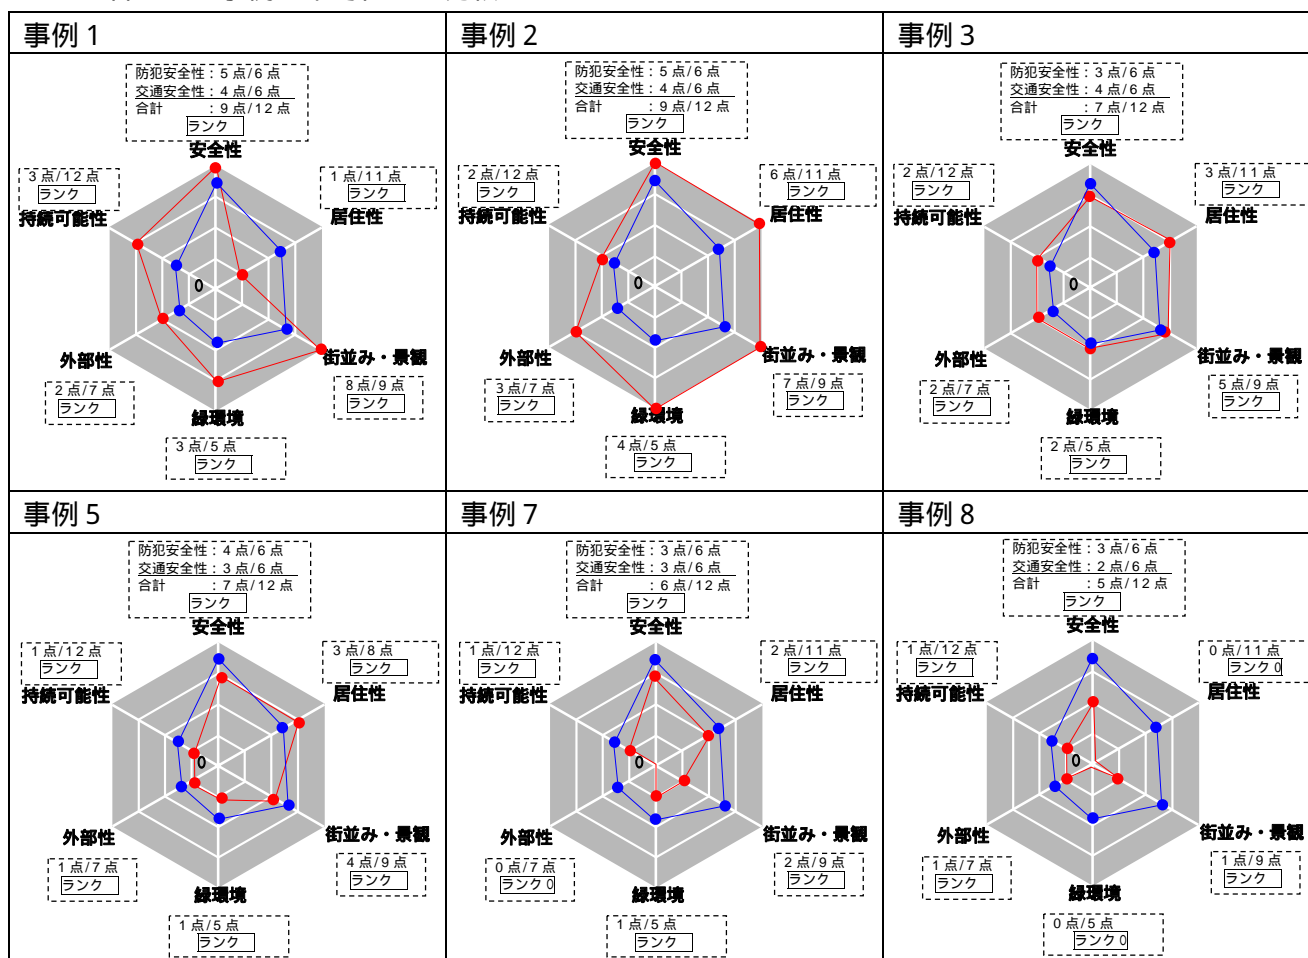 事例 1
防犯安全性：5 点/6 点
交通安全性：4 点/6 点
合計　　　：9 点/12 点
ランク
安全性
3 点/12 点
ランク
持続可能性
1 点/11 点
ランク
居住性
0
外部性
2 点/7 点
ランク
街並み・景観
8 点/9 点
ランク
緑環境
3 点/5 点
ランク
事例 2
防犯安全性：5 点/6 点
交通安全性：4 点/6 点
合計　　　：9 点/12 点
ランク
安全性
2 点/12 点
ランク
持続可能性
6 点/11 点
ランク
居住性
0
外部性
3 点/7 点
ランク
街並み・景観
7 点/9 点
ランク
緑環境
4 点/5 点
ランク
事例 3
防犯安全性：3 点/6 点
交通安全性：4 点/6 点
合計　　　：7 点/12 点
ランク
安全性
2 点/12 点
ランク
持続可能性
3 点/11 点
ランク
居住性
0
外部性
2 点/7 点
ランク
街並み・景観
5 点/9 点
ランク
緑環境
2 点/5 点
ランク
事例 5
防犯安全性：4 点/6 点
交通安全性：3 点/6 点
合計　　　：7 点/12 点
ランク
安全性
1 点/12 点
ランク
持続可能性
3 点/8 点
ランク
居住性
0
外部性
1 点/7 点
ランク
街並み・景観
4 点/9 点
ランク
緑環境
1 点/5 点
ランク
事例 7
防犯安全性：3 点/6 点
交通安全性：3 点/6 点
合計　　　：6 点/12 点
ランク
安全性
1 点/12 点
ランク
持続可能性
2 点/11 点
ランク
居住性
0
外部性
0 点/7 点
ランク 0
街並み・景観
2 点/9 点
ランク
緑環境
1 点/5 点
ランク
事例 8
防犯安全性：3 点/6 点
交通安全性：2 点/6 点
合計　　　：5 点/12 点
ランク
安全性
1 点/12 点
ランク
持続可能性
0 点/11 点
ランク 0
居住性
0
外部性
1 点/7 点
ランク
街並み・景観
1 点/9 点
ランク
緑環境
0 点/5 点
ランク 0